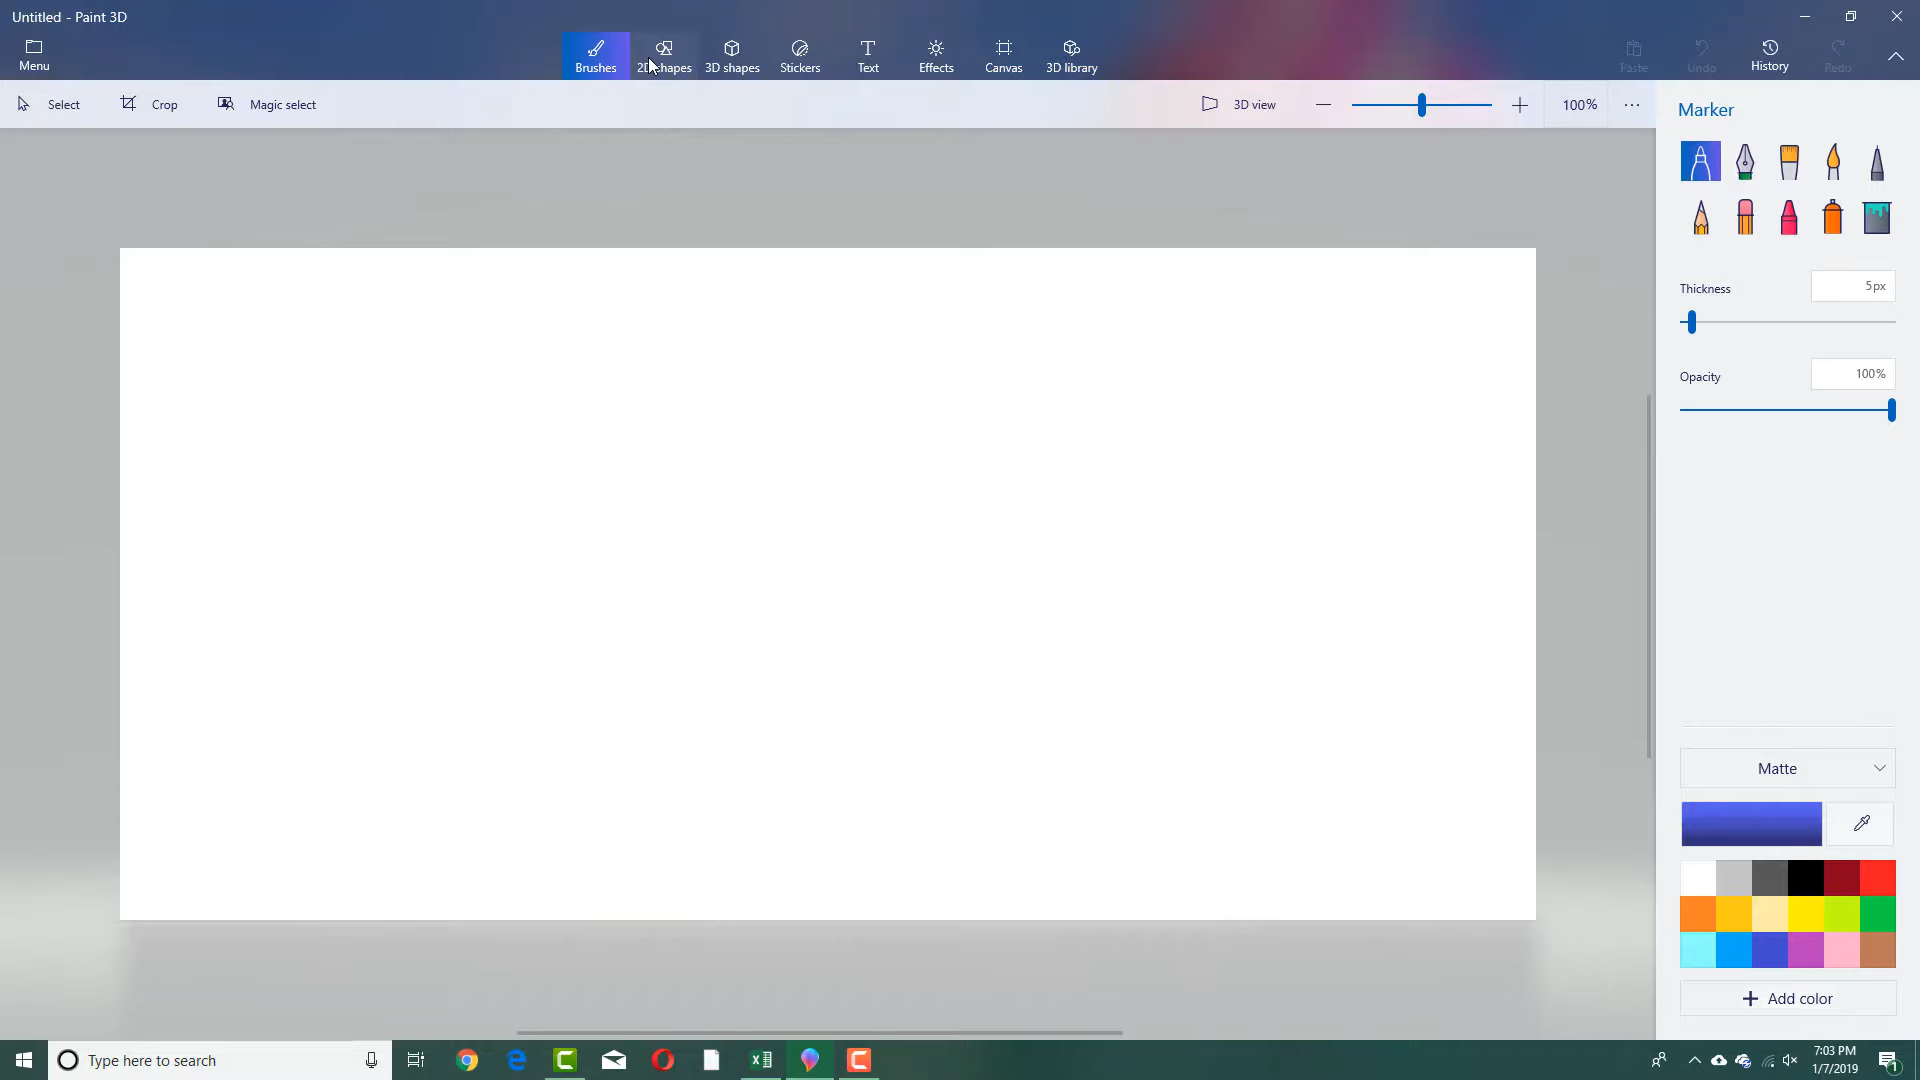 Untitled - Paint 3D
Menu
Brushes
2D shapes
3D shapes
Stickers
Text
Effects
Canvas
3D library
Paste
Undo
History
Redo
Select
Crop
Magic select
3D view
100%
Marker
Thickness
5px
Opacity
100%
Matte
Add color
Type here to search
7:03 PM
1/7/2019
1